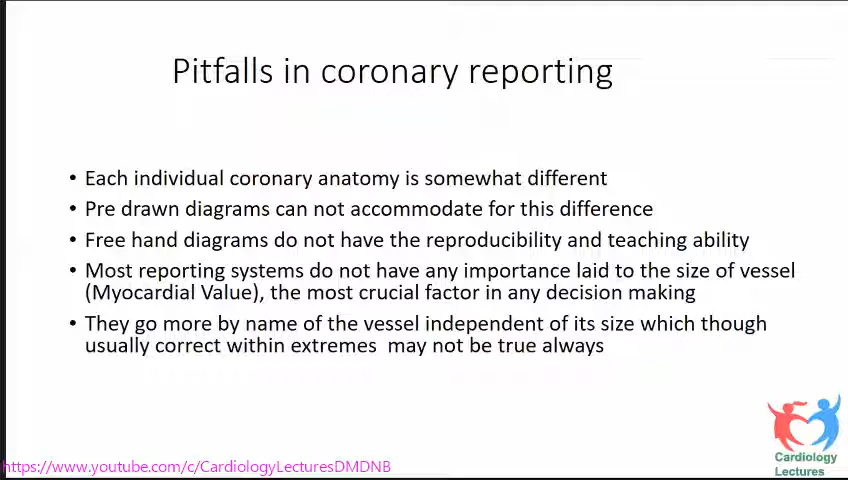 Pitfalls in coronary reporting
• Each individual coronary anatomy is somewhat different
• Pre drawn diagrams can not accommodate for this difference
• Free hand diagrams do not have the reproducibility and teaching ability
• Most reporting systems do not have any importance laid to the size of vessel
(Myocardial Value), the most crucial factor in any decision making
• They go more by name of the vessel independent of its size which though
usually correct within extremes may not be true always
Cardiology
Lectures
https://www.youtube.com/c/CardiologyLecturesDMDNB